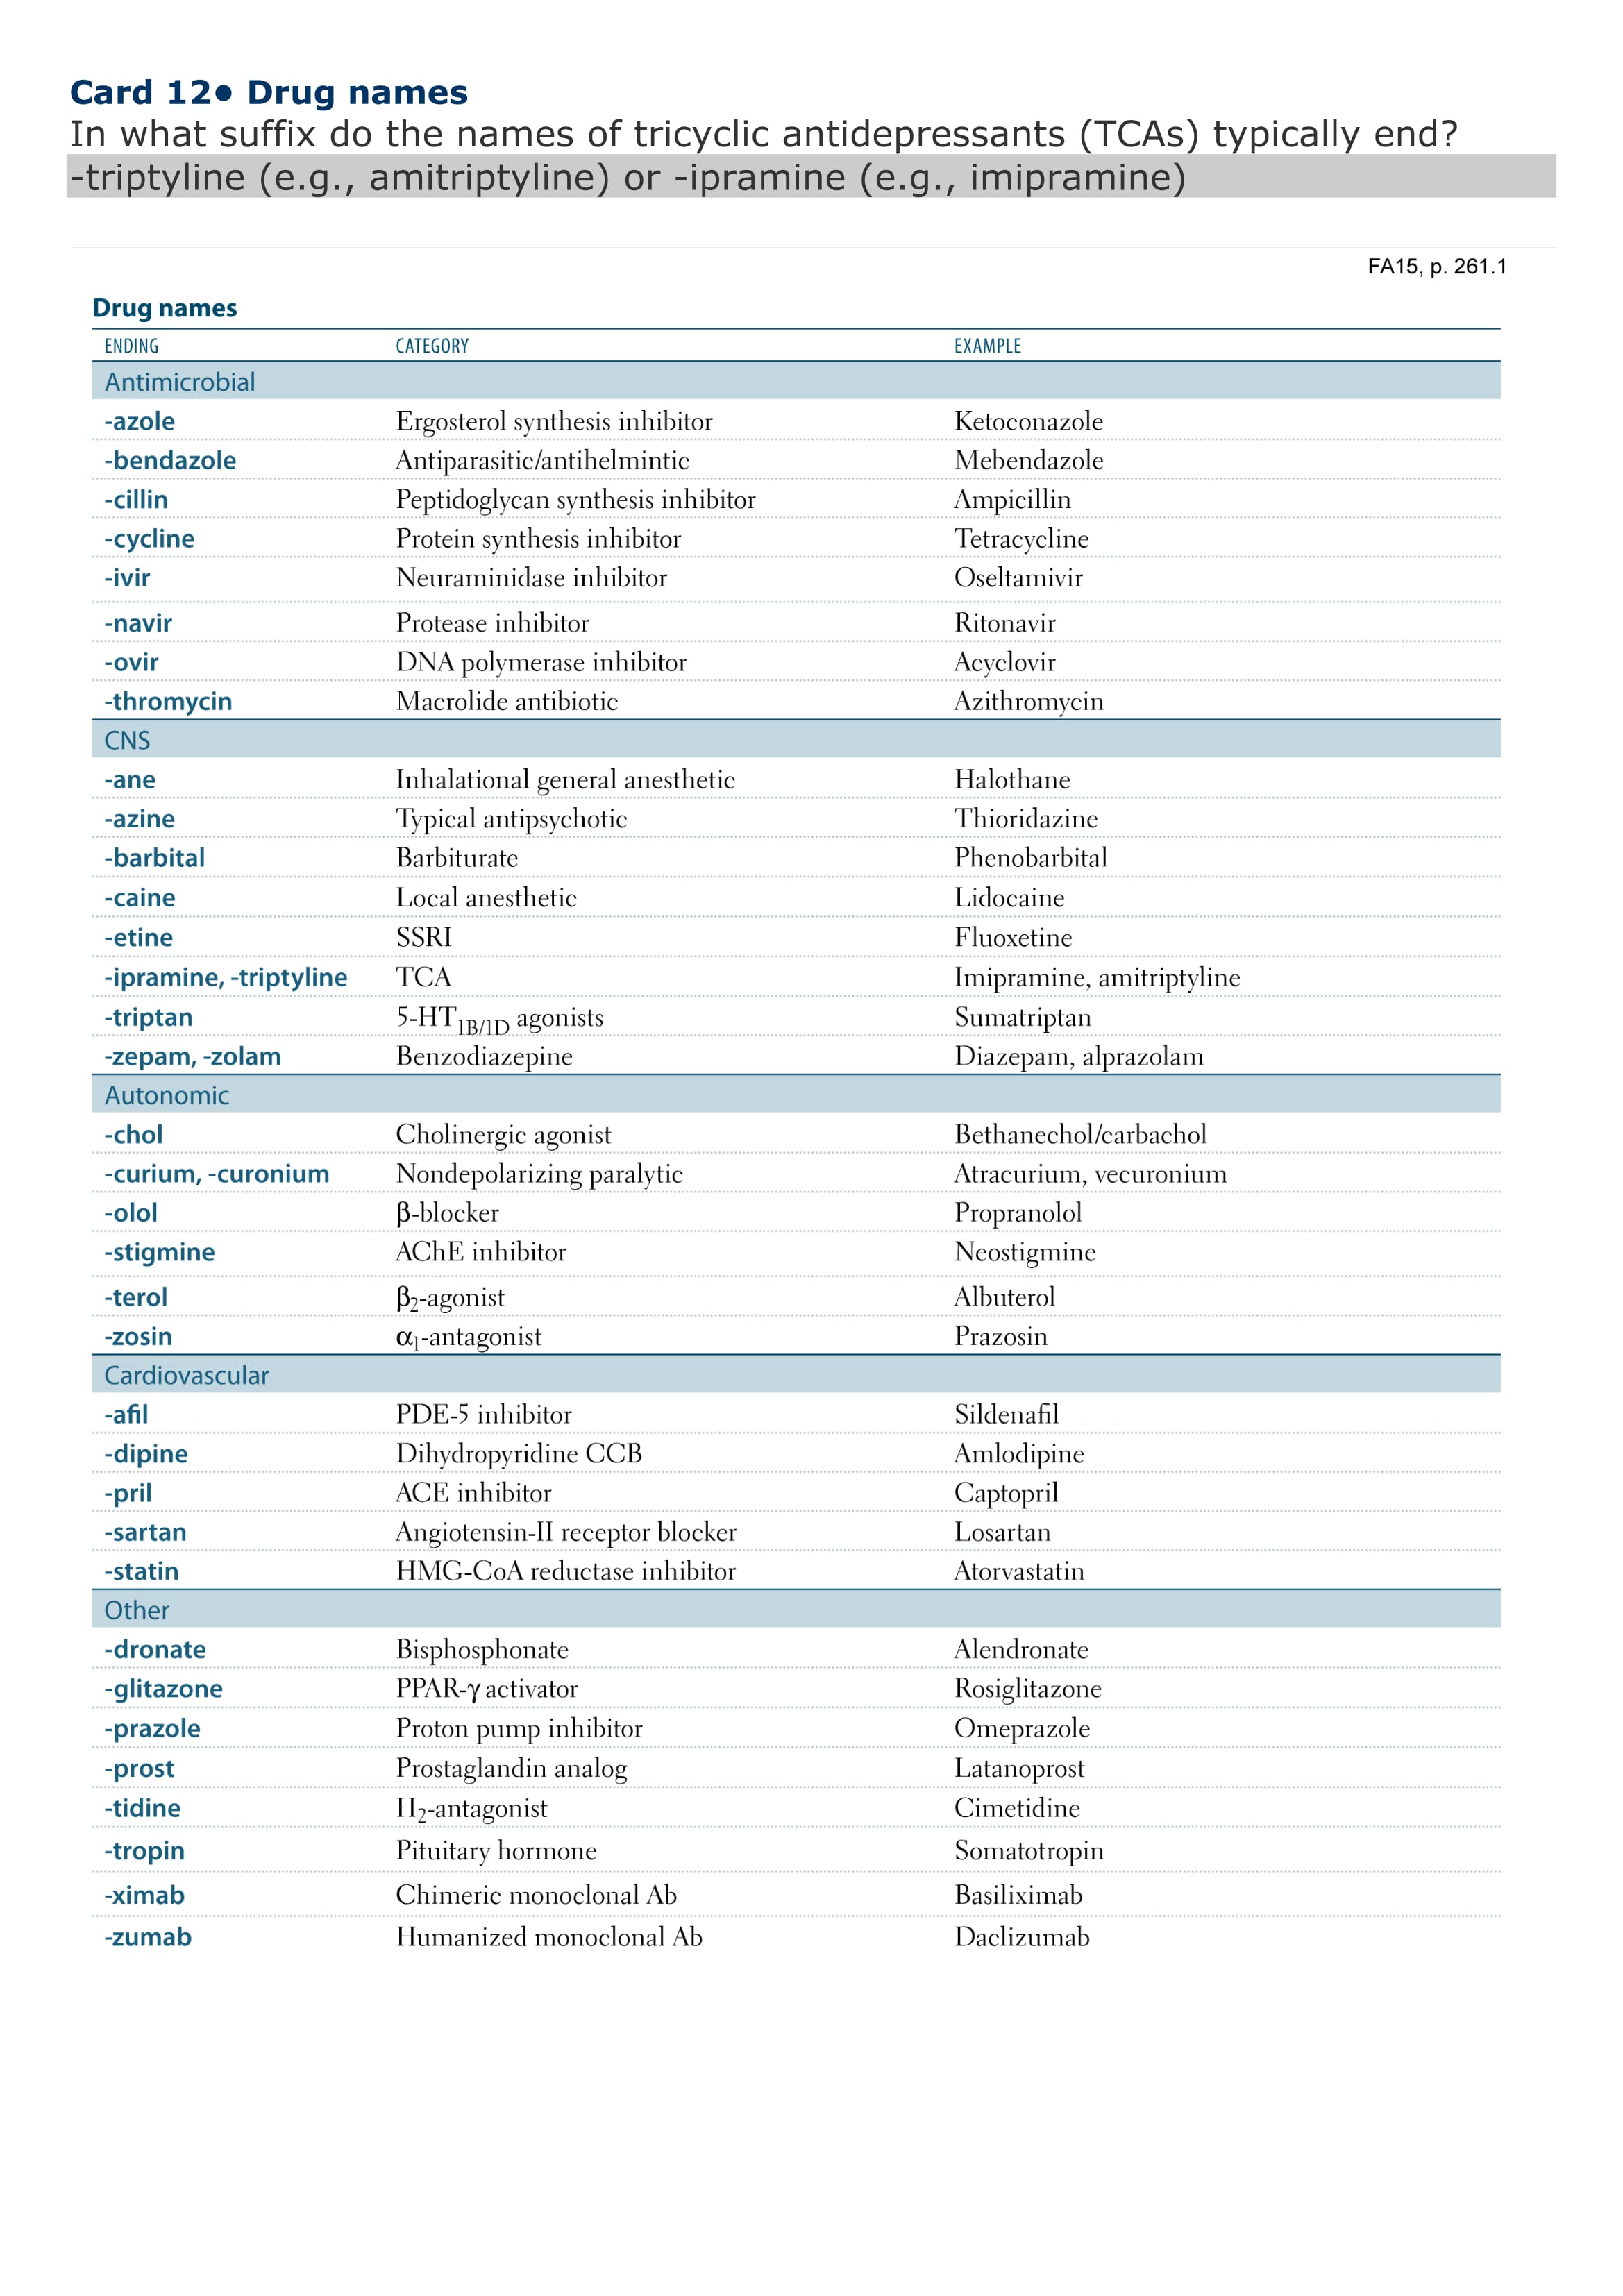 Card 12● Drug names
In what suffix do the names of tricyclic antidepressants (TCAs) typically end?
-triptyline (e.g., amitriptyline) or -ipramine (e.g., imipramine)
FA15, p. 261.1
Drug names
ENDING CATEGORY EXAMPLE
Antimicrobial
-azole Ergosterol synthesis inhibitor Ketoconazole
-bendazole Antiparasitic/antihelmintic Mebendazole
-cillin Peptidoglycan synthesis inhibitor Ampicillin
-cycline Protein synthesis inhibitor Tetracycline
-ivir Neuraminidase inhibitor Oseltamivir
-navir Protease inhibitor Ritonavir
-ovir DNA polymerase inhibitor Acyclovir
-thromycin Macrolide antibiotic Azithromycin
CNS
-ane Inhalational general anesthetic Halothane
-azine Typical antipsychotic Thioridazine
-barbital Barbiturate Phenobarbital
-caine Local anesthetic Lidocaine
-etine SSRI Fluoxetine
-ipramine, -triptyline TCA Imipramine, amitriptyline
-triptan 5-HT1B/1D agonists Sumatriptan
-zepam, -zolam Benzodiazepine Diazepam, alprazolam
Autonomic
-chol Cholinergic agonist Bethanechol/carbachol
-curium, -curonium Nondepolarizing paralytic Atracurium, vecuronium
-olol β-blocker Propranolol
-stigmine AChE inhibitor Neostigmine
-terol β2-agonist Albuterol
-zosin α1-antagonist Prazosin
Cardiovascular
-afil PDE-5 inhibitor Sildenafil
-dipine Dihydropyridine CCB Amlodipine
-pril ACE inhibitor Captopril
-sartan Angiotensin-II receptor blocker Losartan
-statin HMG-CoA reductase inhibitor Atorvastatin
Other
-dronate Bisphosphonate Alendronate
-glitazone PPAR-γ activator Rosiglitazone
-prazole Proton pump inhibitor Omeprazole
-prost Prostaglandin analog Latanoprost
-tidine H2-antagonist Cimetidine
-tropin Pituitary hormone Somatotropin
-ximab Chimeric monoclonal Ab Basiliximab
-zumab Humanized monoclonal Ab Daclizumab